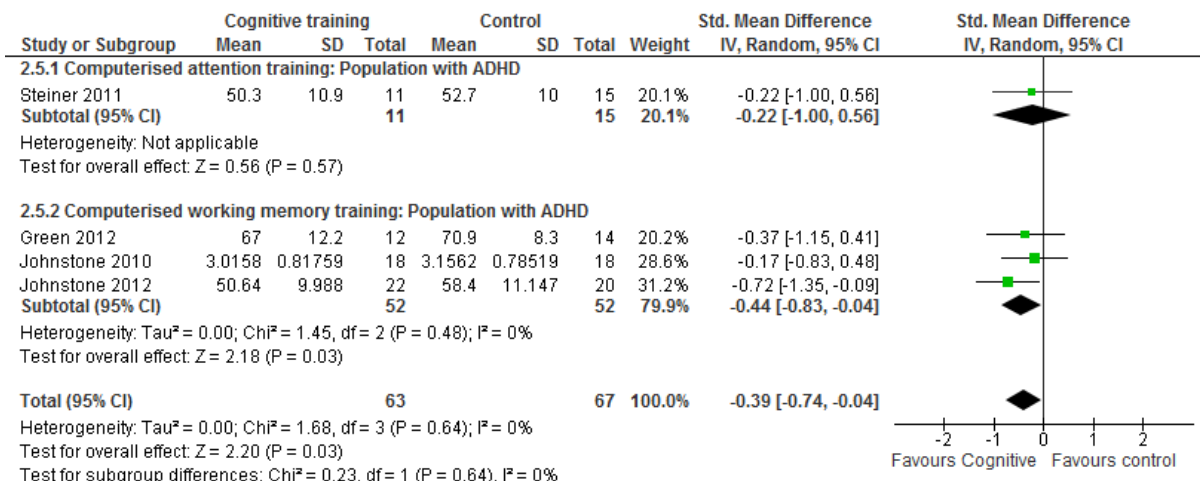 Cognitive training Control Std. Mean Difference Std. Mean Difference
Study or Subgroup Mean SD Total Mean SD Total Weight IV, Random, 95% CI IV, Random, 95% CI
2.5.1 Computerised attention training: Population with ADHD
Steiner 2011 50.3 10.9 11 52.7 10 15 20.1% -0.22 [-1.00, 0.56]
Subtotal (95% CI) 11 15 20.1% -0.22 [-1.00, 0.56]
Heterogeneity: Not applicable
Test for overall effect: Z = 0.56 (P = 0.57)
2.5.2 Computerised working memory training: Population with ADHD
Green 2012 67 12.2 12 70.9 8.3 14 20.2% -0.37 [-1.15, 0.41]
Johnstone 2010 3.0158 0.81759 18 3.1562 0.78519 18 28.6% -0.17 [-0.83, 0.48]
Johnstone 2012 50.64 9.988 22 58.4 11.147 20 31.2% -0.72 [-1.35, -0.09]
Subtotal (95% CI) 52 52 79.9% -0.44 [-0.83, -0.04]
Heterogeneity: Tau² = 0.00; Chi² = 1.45, df = 2 (P = 0.48); I² = 0%
Test for overall effect: Z = 2.18 (P = 0.03)
Total (95% CI) 63 67 100.0% -0.39 [-0.74, -0.04]
Heterogeneity: Tau² = 0.00; Chi² = 1.68, df = 3 (P = 0.64); I² = 0%
Test for overall effect: Z = 2.20 (P = 0.03)
Test for subgroup differences: Chi² = 0.23, df = 1 (P = 0.64), I² = 0%
-2 -1 0 1 2
Favours Cognitive Favours control